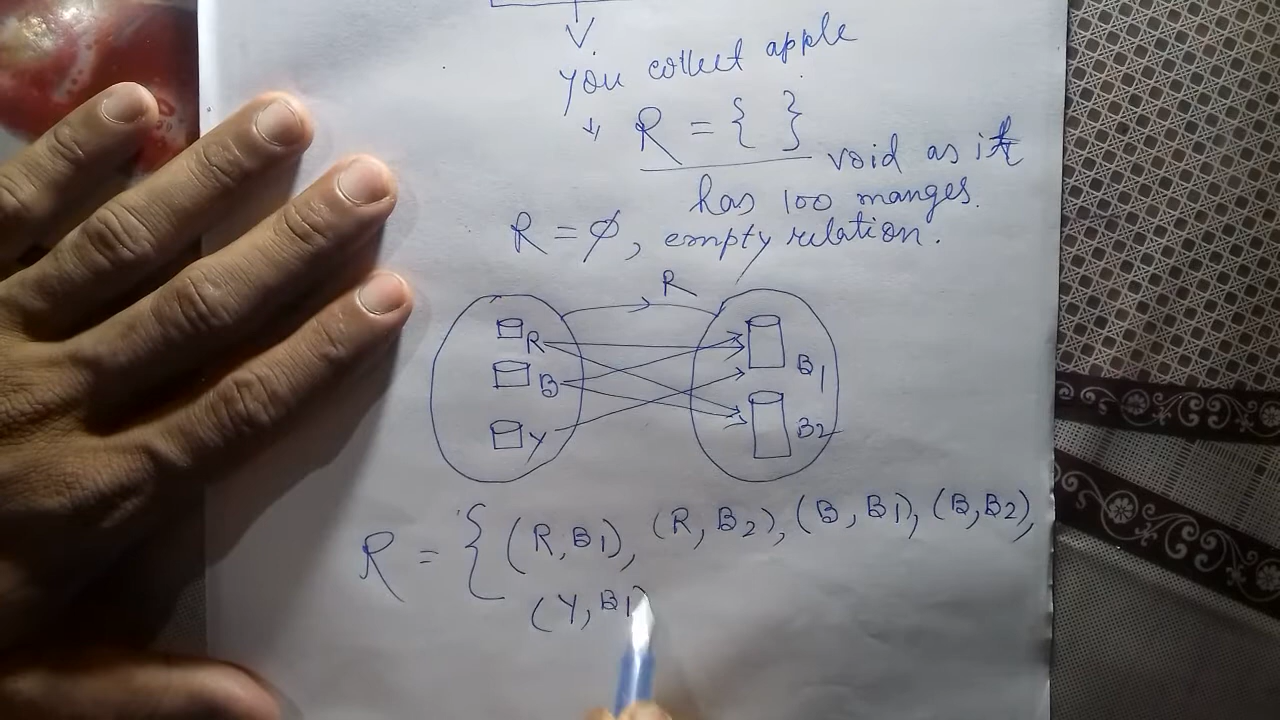 you collect apple
R = { }
void as it
has 100 manges.
R = ϕ, empty relation.
R
R
B
B1
Y
B2
R = { (R,B1), (R,B2), (B,B1), (B,B2),
(Y,B1)